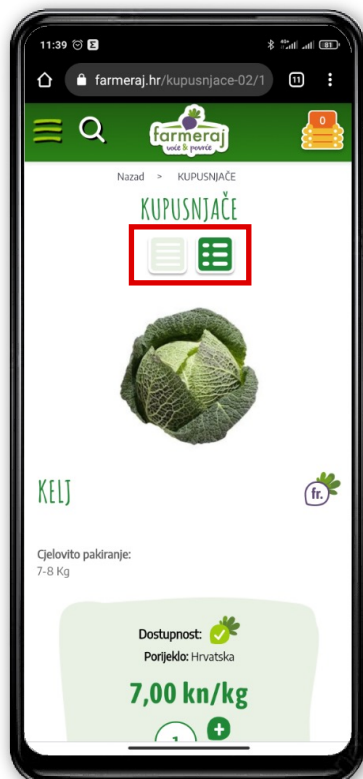 11:39
81
farmeraj.hr/kupusnjace-02/1
11
farmeraj
voće & povrće
0
Nazad > KUPUSNJAČE
KUPUSNJAČE
KELJ
fr.
Cjelovito pakiranje:
7-8 Kg
Dostupnost:
Porijeklo: Hrvatska
7,00 kn/kg
1